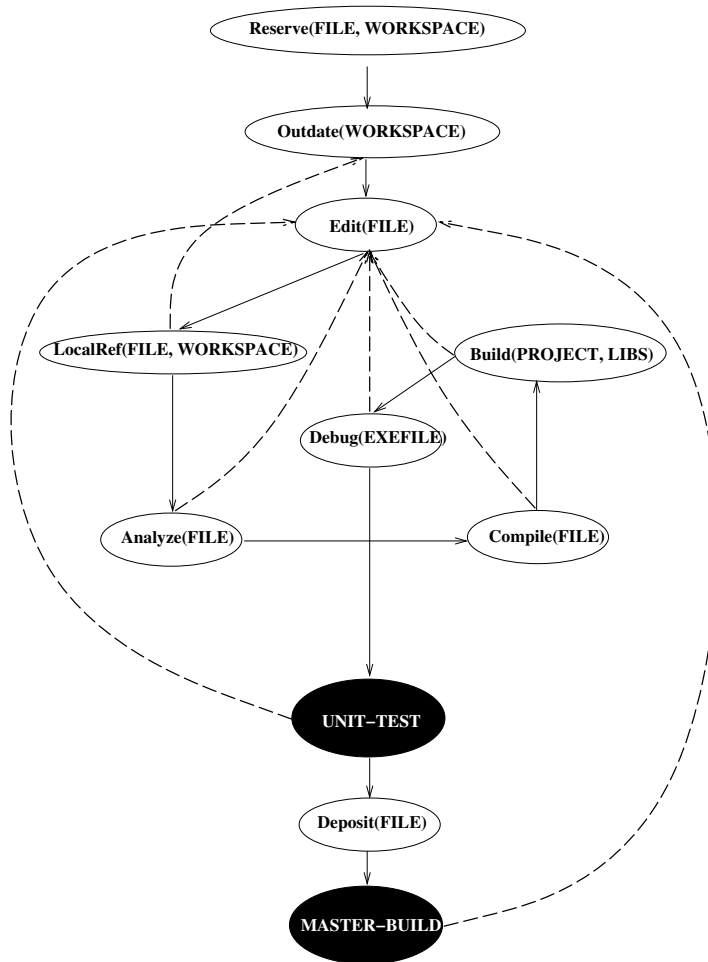 Reserve(FILE, WORKSPACE)
Outdate(WORKSPACE)
Edit(FILE)
LocalRef(FILE, WORKSPACE)
Build(PROJECT, LIBS)
Debug(EXEFILE)
Analyze(FILE)
Compile(FILE)
UNIT−TEST
Deposit(FILE)
MASTER−BUILD